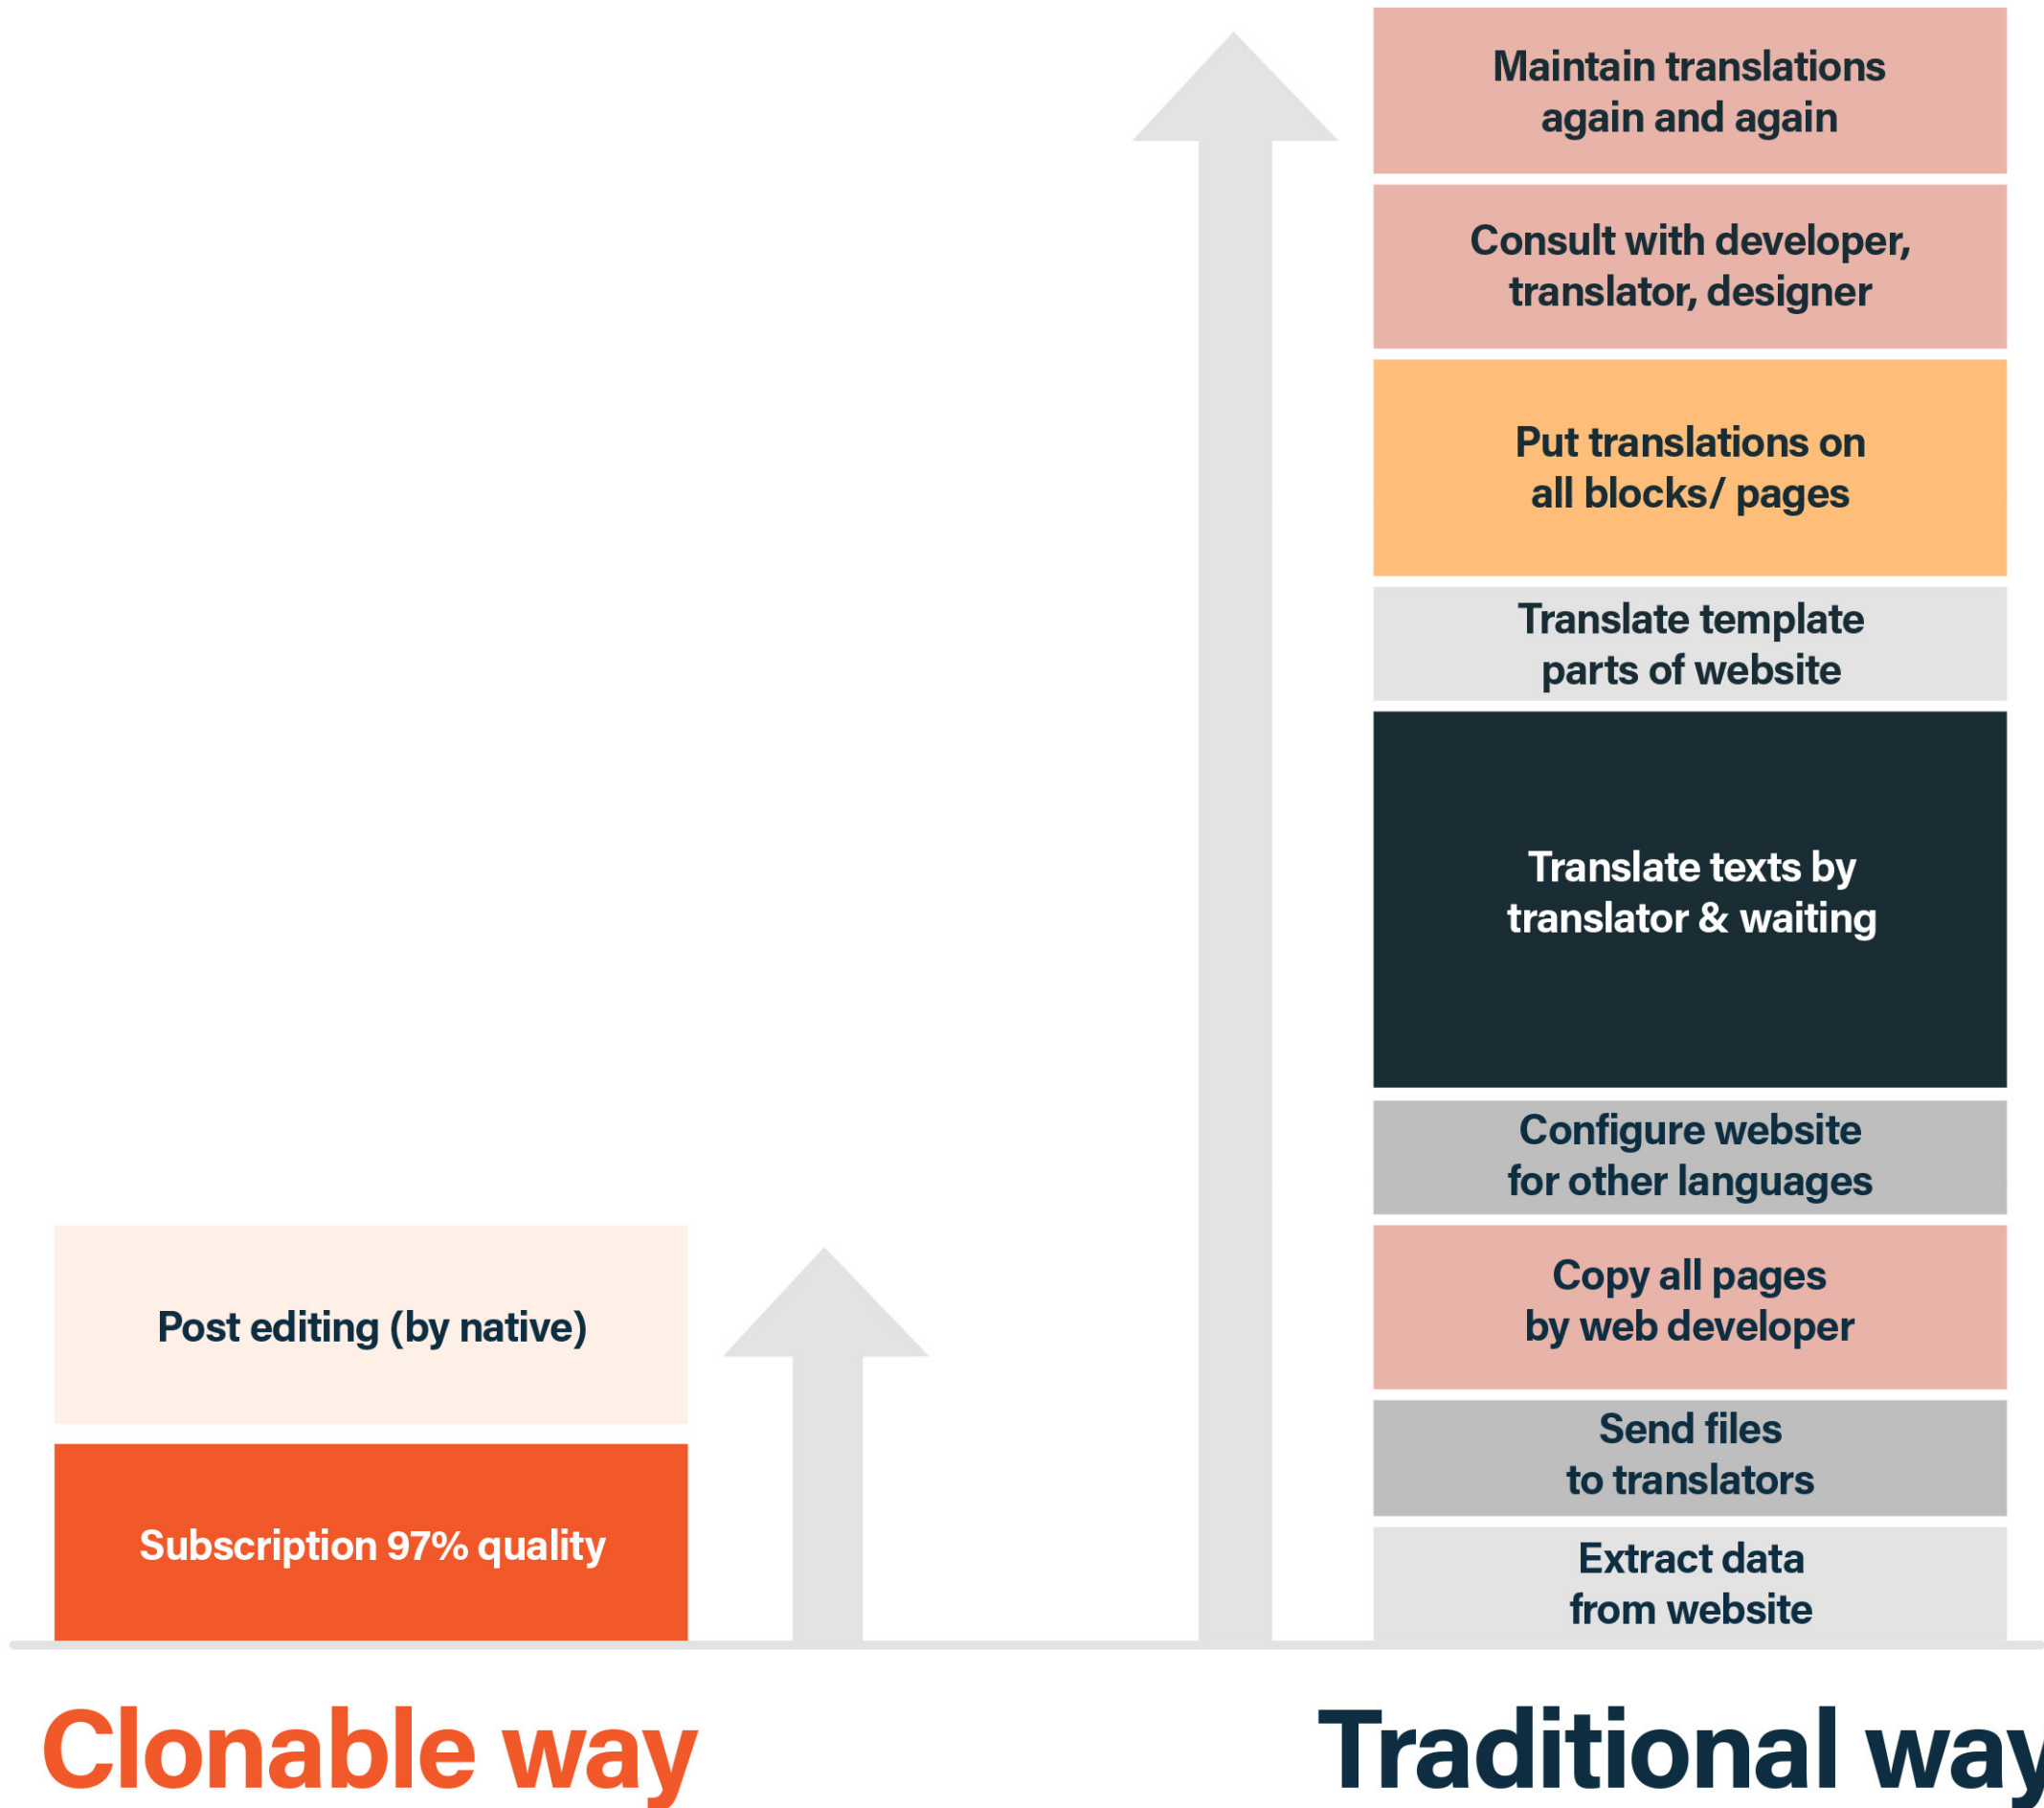 Maintain translations
again and again
Consult with developer,
translator, designer
Put translations on
all blocks/ pages
Translate template
parts of website
Translate texts by
translator & waiting
Configure website
for other languages
Copy all pages
by web developer
Send files
to translators
Extract data
from website
Post editing (by native)
Subscription 97% quality
Clonable way
Traditional way